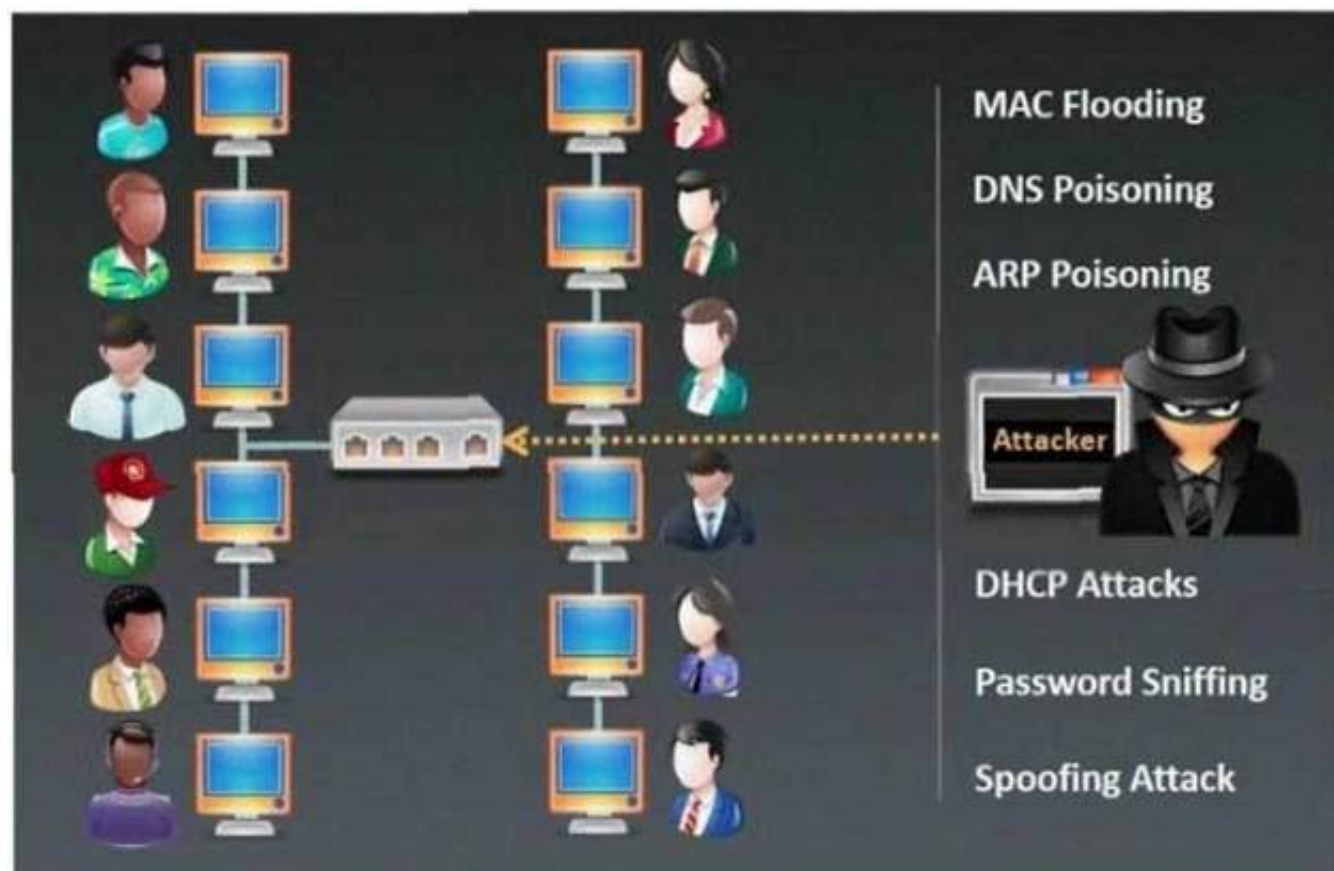 MAC Flooding
DNS Poisoning
ARP Poisoning
Attacker
DHCP Attacks
Password Sniffing
Spoofing Attack